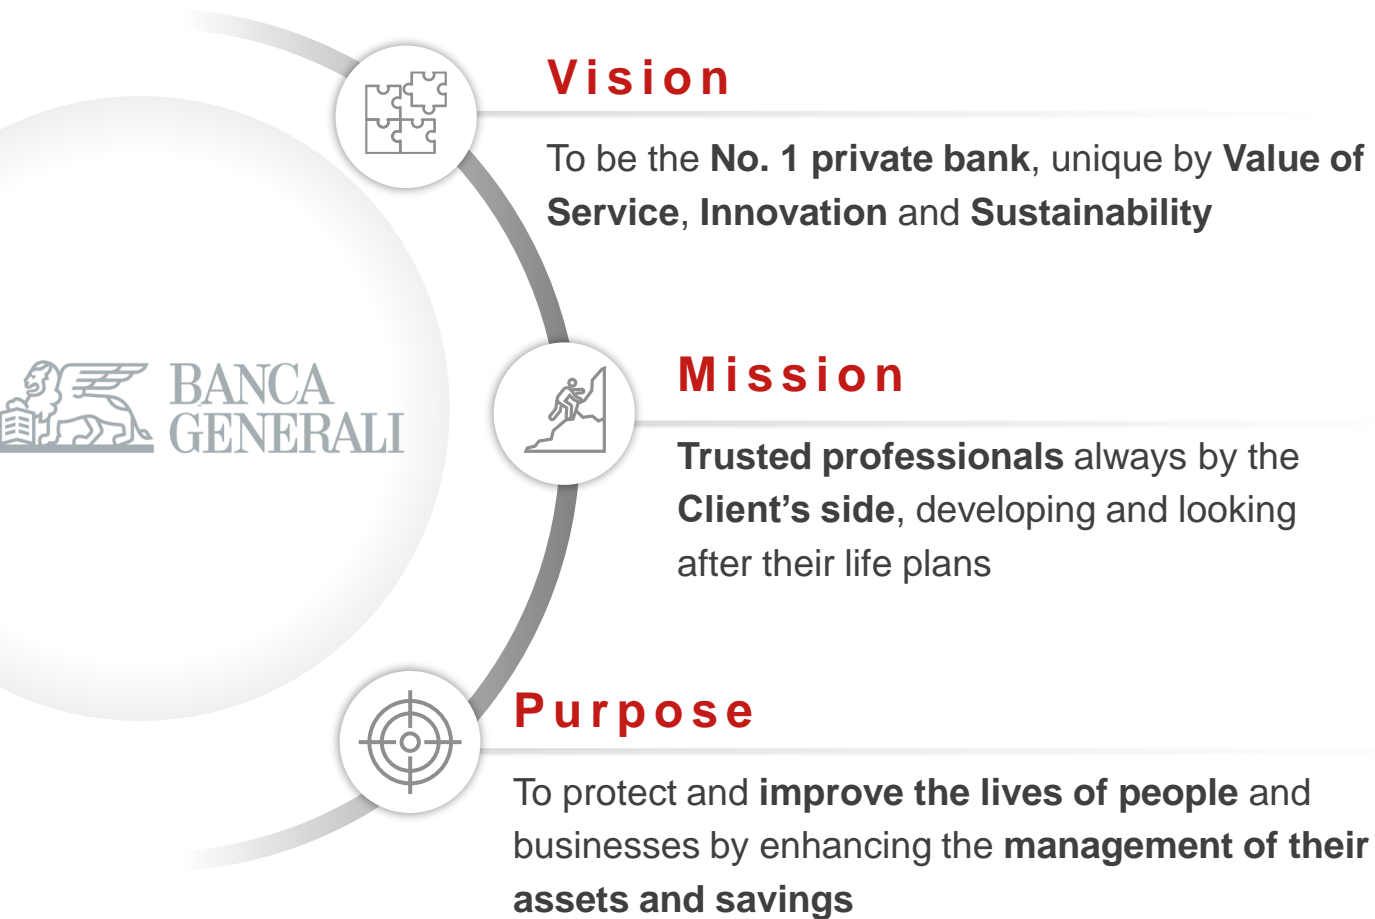 Vision
To be the No. 1 private bank, unique by Value of
Service, Innovation and Sustainability
BANCA
GENERALI
Mission
Trusted professionals always by the
Client’s side, developing and looking
after their life plans
Purpose
To protect and improve the lives of people and
businesses by enhancing the management of their
assets and savings